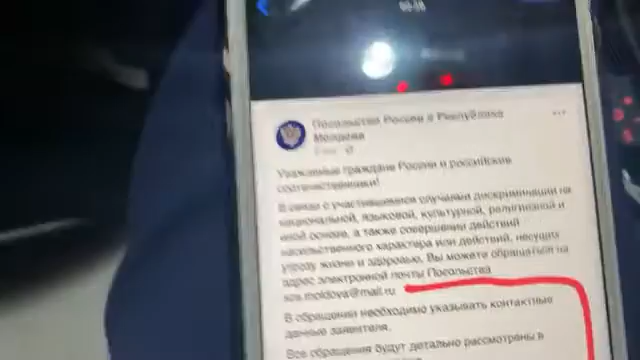 Посольство России в Республике
Молдова
Уважаемые граждане России и российские
соотечественники!
В связи с участившимися случаями дискриминации на
национальной, языковой, культурной, религиозной и
иной основе, а также совершении действий
насильственного характера или действий, несущих
угрозу жизни и здоровью, Вы можете обращаться на
адрес электронной почты Посольства
sos.moldova@mail.ru
В обращении необходимо указывать контактные
данные заявителя.
Все обращения будут детально рассмотрены в